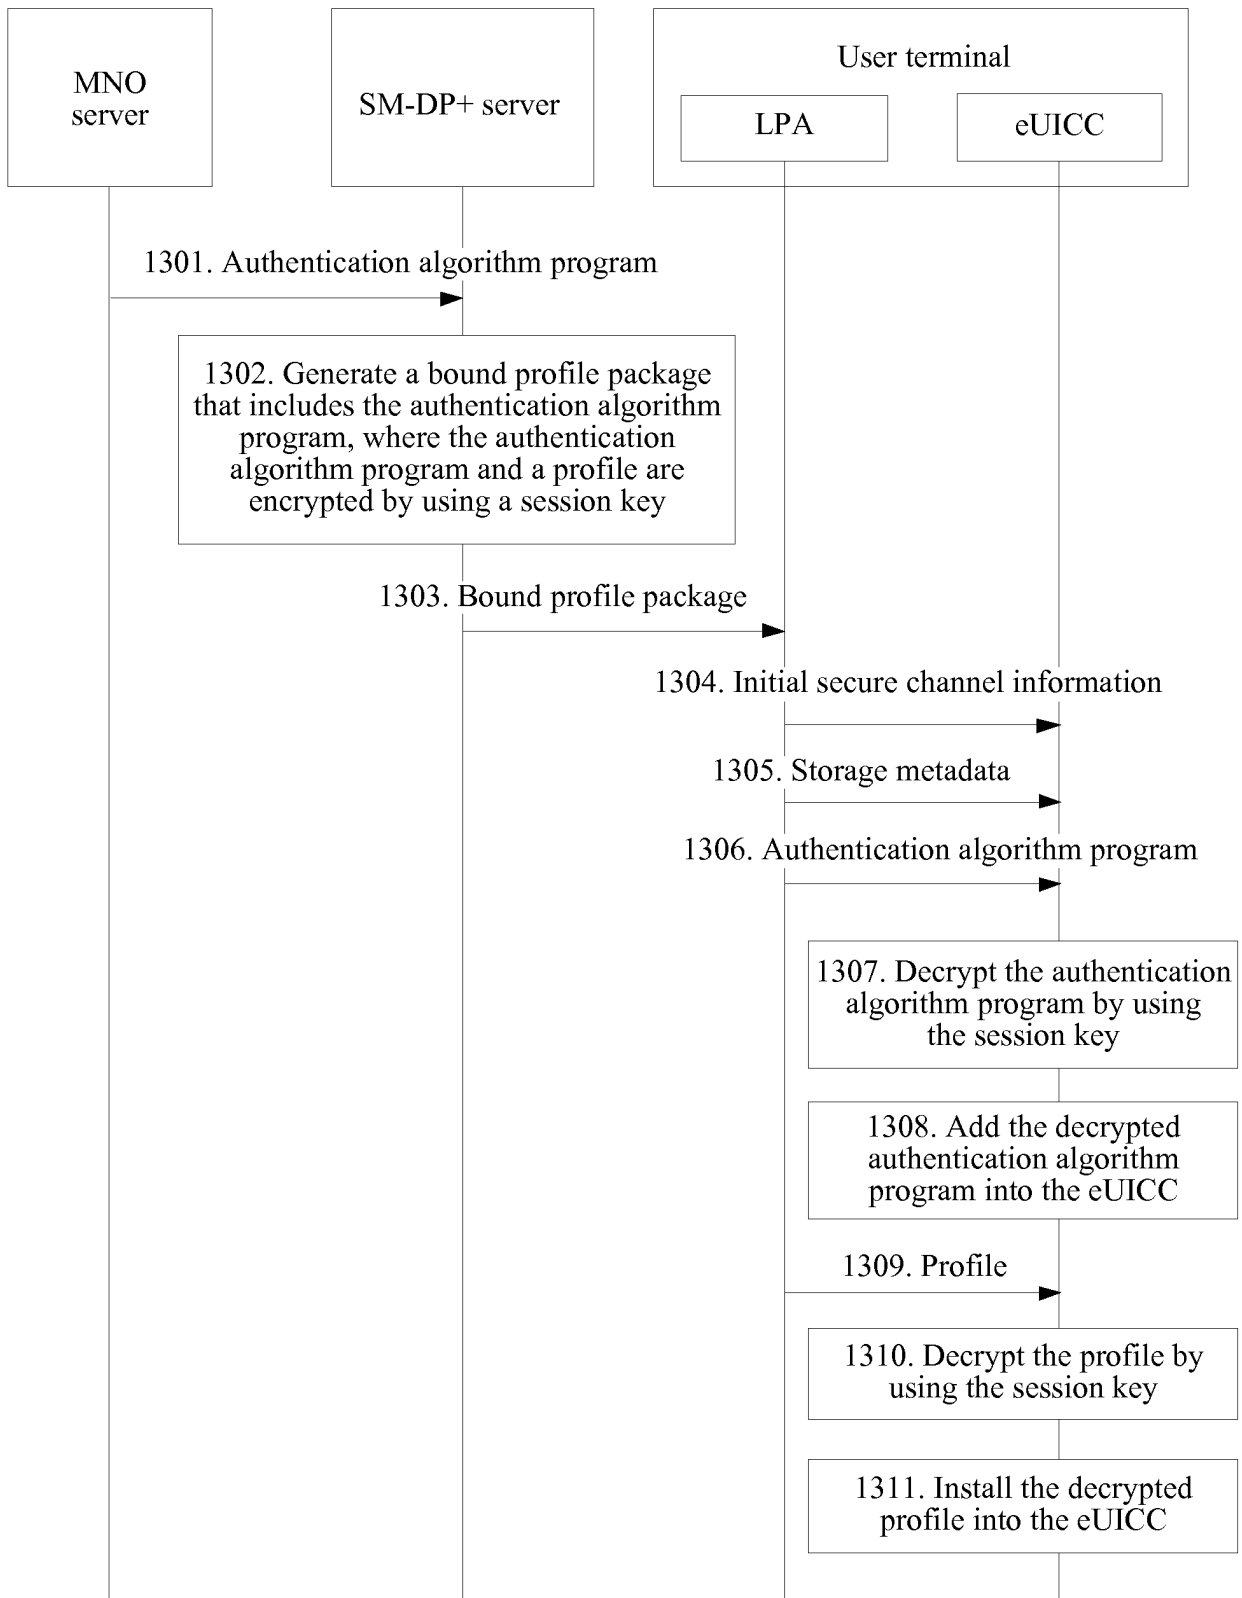 MNO
server
SM-DP+ server
User terminal
LPA
eUICC
1301. Authentication algorithm program
1302. Generate a bound profile package
that includes the authentication algorithm
program, where the authentication
algorithm program and a profile are
encrypted by using a session key
1303. Bound profile package
1304. Initial secure channel information
1305. Storage metadata
1306. Authentication algorithm program
1307. Decrypt the authentication
algorithm program by using
the session key
1308. Add the decrypted
authentication algorithm
program into the eUICC
1309. Profile
1310. Decrypt the profile by
using the session key
1311. Install the decrypted
profile into the eUICC